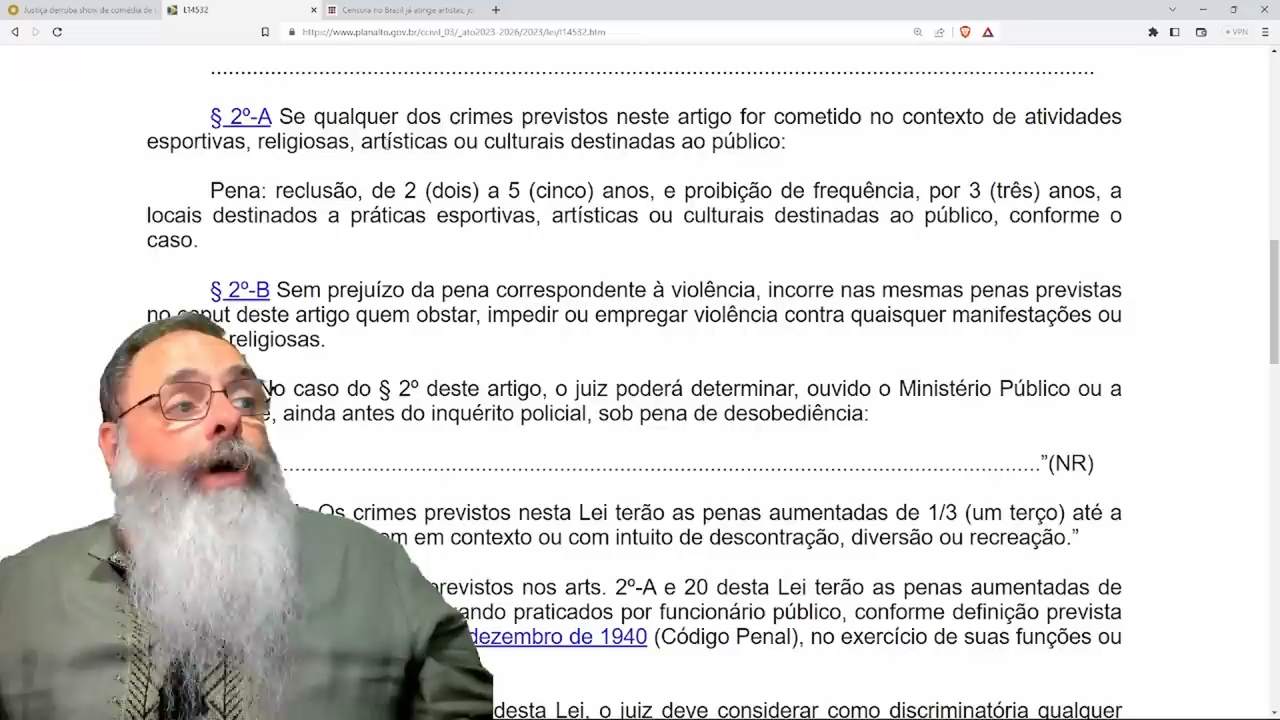 Justiça derruba show de comédia de
L14532
Censura no Brasil já atinge artistas, jo
https://www.planalto.gov.br/ccivil_03/_ato2023-2026/2023/lei/l14532.htm
VPN
§ 2º-A Se qualquer dos crimes previstos neste artigo for cometido no contexto de atividades
esportivas, religiosas, artísticas ou culturais destinadas ao público:
Pena: reclusão, de 2 (dois) a 5 (cinco) anos, e proibição de frequência, por 3 (três) anos, a
locais destinados a práticas esportivas, artísticas ou culturais destinadas ao público, conforme o
caso.
§ 2º-B Sem prejuízo da pena correspondente à violência, incorre nas mesmas penas previstas
no caput deste artigo quem obstar, impedir ou empregar violência contra quaisquer manifestações ou
religiosas.
No caso do § 2º deste artigo, o juiz poderá determinar, ouvido o Ministério Público ou a
, ainda antes do inquérito policial, sob pena de desobediência:
”(NR)
Os crimes previstos nesta Lei terão as penas aumentadas de 1/3 (um terço) até a
em contexto ou com intuito de descontração, diversão ou recreação.”
previstos nos arts. 2º-A e 20 desta Lei terão as penas aumentadas de
quando praticados por funcionário público, conforme definição prevista
dezembro de 1940 (Código Penal), no exercício de suas funções ou
desta Lei, o juiz deve considerar como discriminatória qualquer